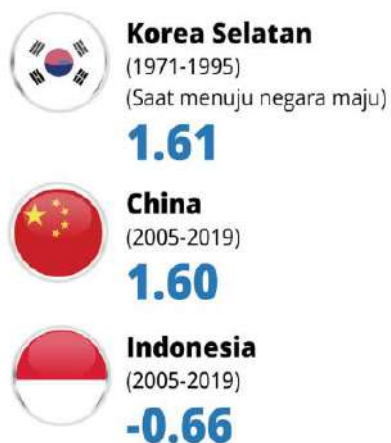 Korea Selatan
(1971-1995)
(Saat menuju negara maju)
1.61
China
(2005-2019)
1.60
Indonesia
(2005-2019)
-0.66